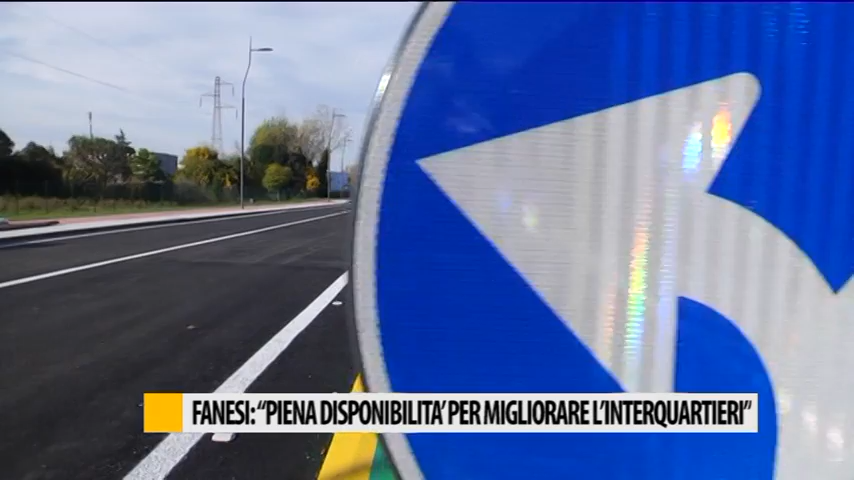 FANESI: “PIENA DISPONIBILITA’ PER MIGLIORARE L’INTERQUARTIERI”